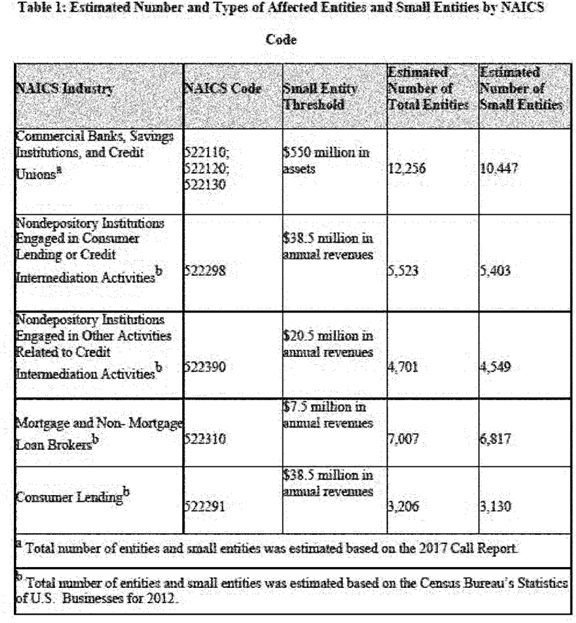 Table 1: Estimated Number and Types of Affected Entities and Small Entities by NAICS
Code
NAICS Industry
NAICS Code
Small Entity
Threshold
Estimated
Number of
Total Entities
Estimated
Number of
Small Entities
Commercial Banks, Savings
Institutions, and Credit
Unionsa
522110;
522120;
522130
$550 million in
assets
12,256
10,447
Nondepository Institutions
Engaged in Consumer
Lending or Credit
Intermediation Activitiesb
522298
$38.5 million in
annual revenues
5,523
5,403
Nondepository Institutions
Engaged in Other Activities
Related to Credit
Intermediation Activitiesb
522390
$20.5 million in
annual revenues
4,701
4,549
Mortgage and Non- Mortgage
Loan Brokersb
522310
$7.5 million in
annual revenues
7,007
6,817
Consumer Lendingb
522291
$38.5 million in
annual revenues
3,206
3,130
a Total number of entities and small entities was estimated based on the 2017 Call Report.
b Total number of entities and small entities was estimated based on the Census Bureau's Statistics
of U.S. Businesses for 2012.